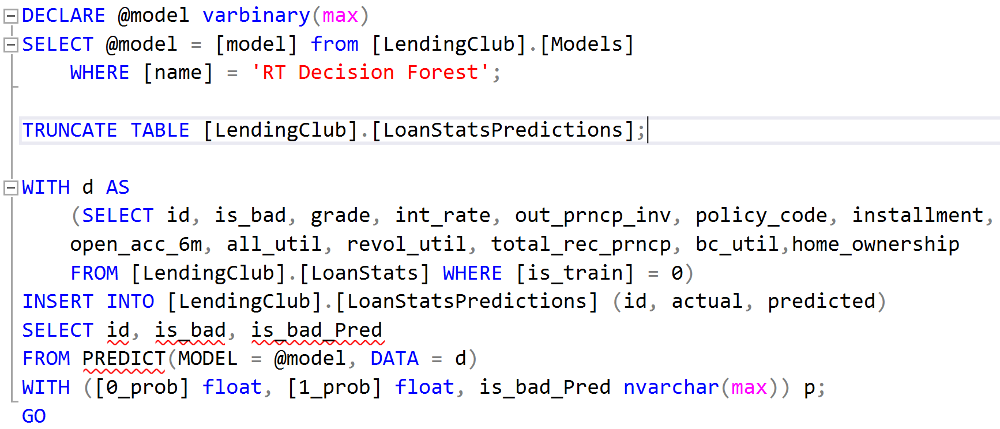 DECLARE @model varbinary(max)
SELECT @model = [model] from [LendingClub].[Models]
WHERE [name] = 'RT Decision Forest';
TRUNCATE TABLE [LendingClub].[LoanStatsPredictions];
WITH d AS
(SELECT id, is_bad, grade, int_rate, out_prncp_inv, policy_code, installment,
open_acc_6m, all_util, revol_util, total_rec_prncp, bc_util,home_ownership
FROM [LendingClub].[LoanStats] WHERE [is_train] = 0)
INSERT INTO [LendingClub].[LoanStatsPredictions] (id, actual, predicted)
SELECT id, is_bad, is_bad_Pred
FROM PREDICT(MODEL = @model, DATA = d)
WITH ([0_prob] float, [1_prob] float, is_bad_Pred nvarchar(max)) p;
GO